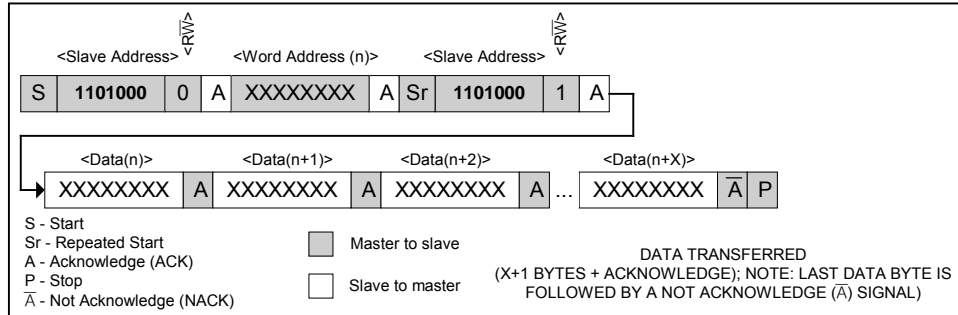 <RW̅>
<RW̅>
<Slave Address>
<Word Address (n)>
<Slave Address>
S 1101000 0 A XXXXXXXX A Sr 1101000 1 A
<Data(n)>
<Data(n+1)>
<Data(n+2)>
<Data(n+X)>
XXXXXXXX A XXXXXXXX A XXXXXXXX A ... XXXXXXXX A̅ P
S - Start
Sr - Repeated Start
A - Acknowledge (ACK)
P - Stop
A̅ - Not Acknowledge (NACK)
Master to slave
Slave to master
DATA TRANSFERRED
(X+1 BYTES + ACKNOWLEDGE); NOTE: LAST DATA BYTE IS
FOLLOWED BY A NOT ACKNOWLEDGE (A̅) SIGNAL)